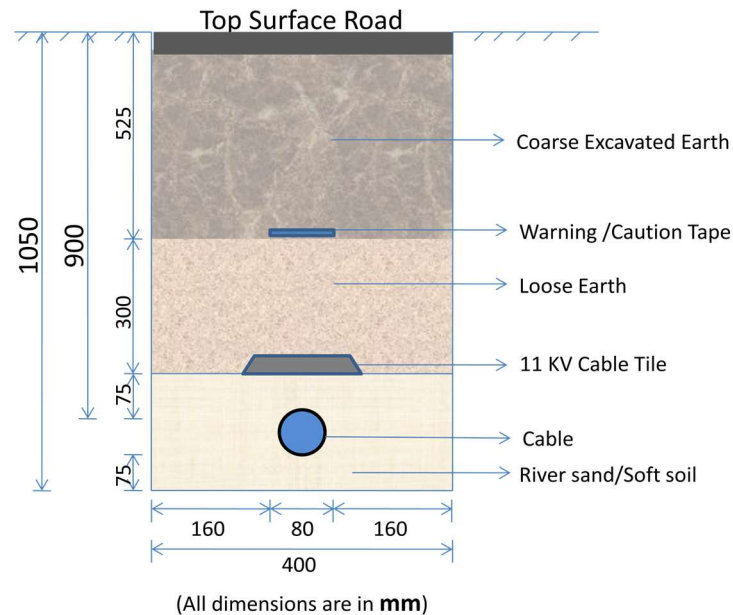 Top Surface Road
525
Coarse Excavated Earth
1050
900
Warning /Caution Tape
300
Loose Earth
11 KV Cable Tile
75
Cable
75
River sand/Soft soil
160
80
160
400
(All dimensions are in mm)